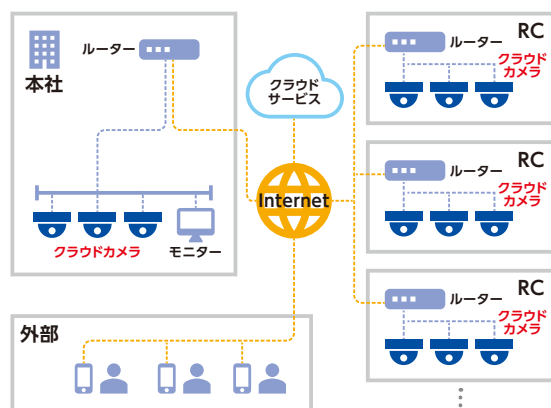 本社
ルーター
クラウドカメラ
モニター
クラウド
サービス
Internet
外部
RC
ルーター
クラウド
カメラ
RC
ルーター
クラウド
カメラ
RC
ルーター
クラウド
カメラ